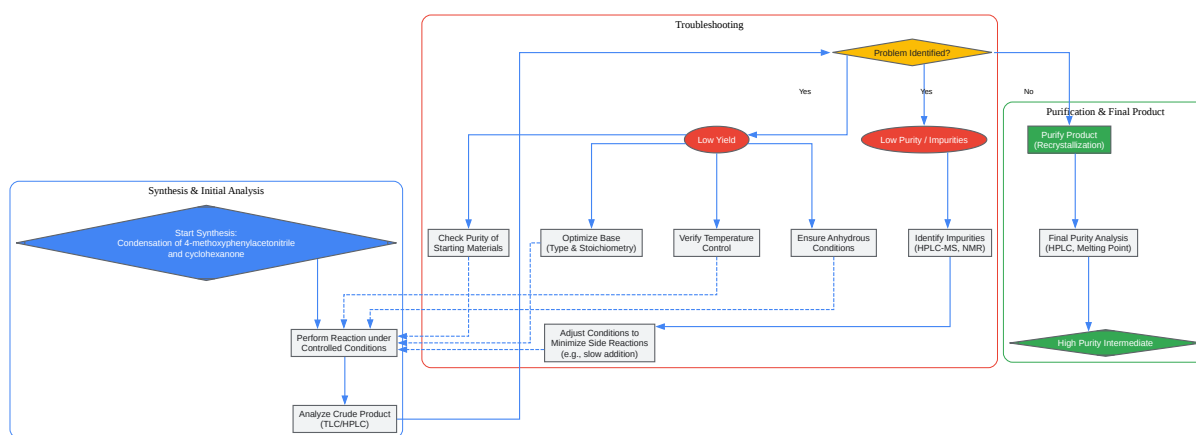 Troubleshooting
Problem Identified?
Yes
Yes
No
Purification & Final Product
Low Yield
Low Purity / Impurities
Purify Product
(Recrystallization)
Synthesis & Initial Analysis
Start Synthesis:
Condensation of 4-methoxyphenylacetonitrile
and cyclohexanone
Check Purity of
Starting Materials
Optimize Base
(Type & Stoichiometry)
Verify Temperature
Control
Ensure Anhydrous
Conditions
Identify Impurities
(HPLC-MS, NMR)
Final Purity Analysis
(HPLC, Melting Point)
Perform Reaction under
Controlled Conditions
Adjust Conditions to
Minimize Side Reactions
(e.g., slow addition)
High Purity Intermediate
Analyze Crude Product
(TLC/HPLC)